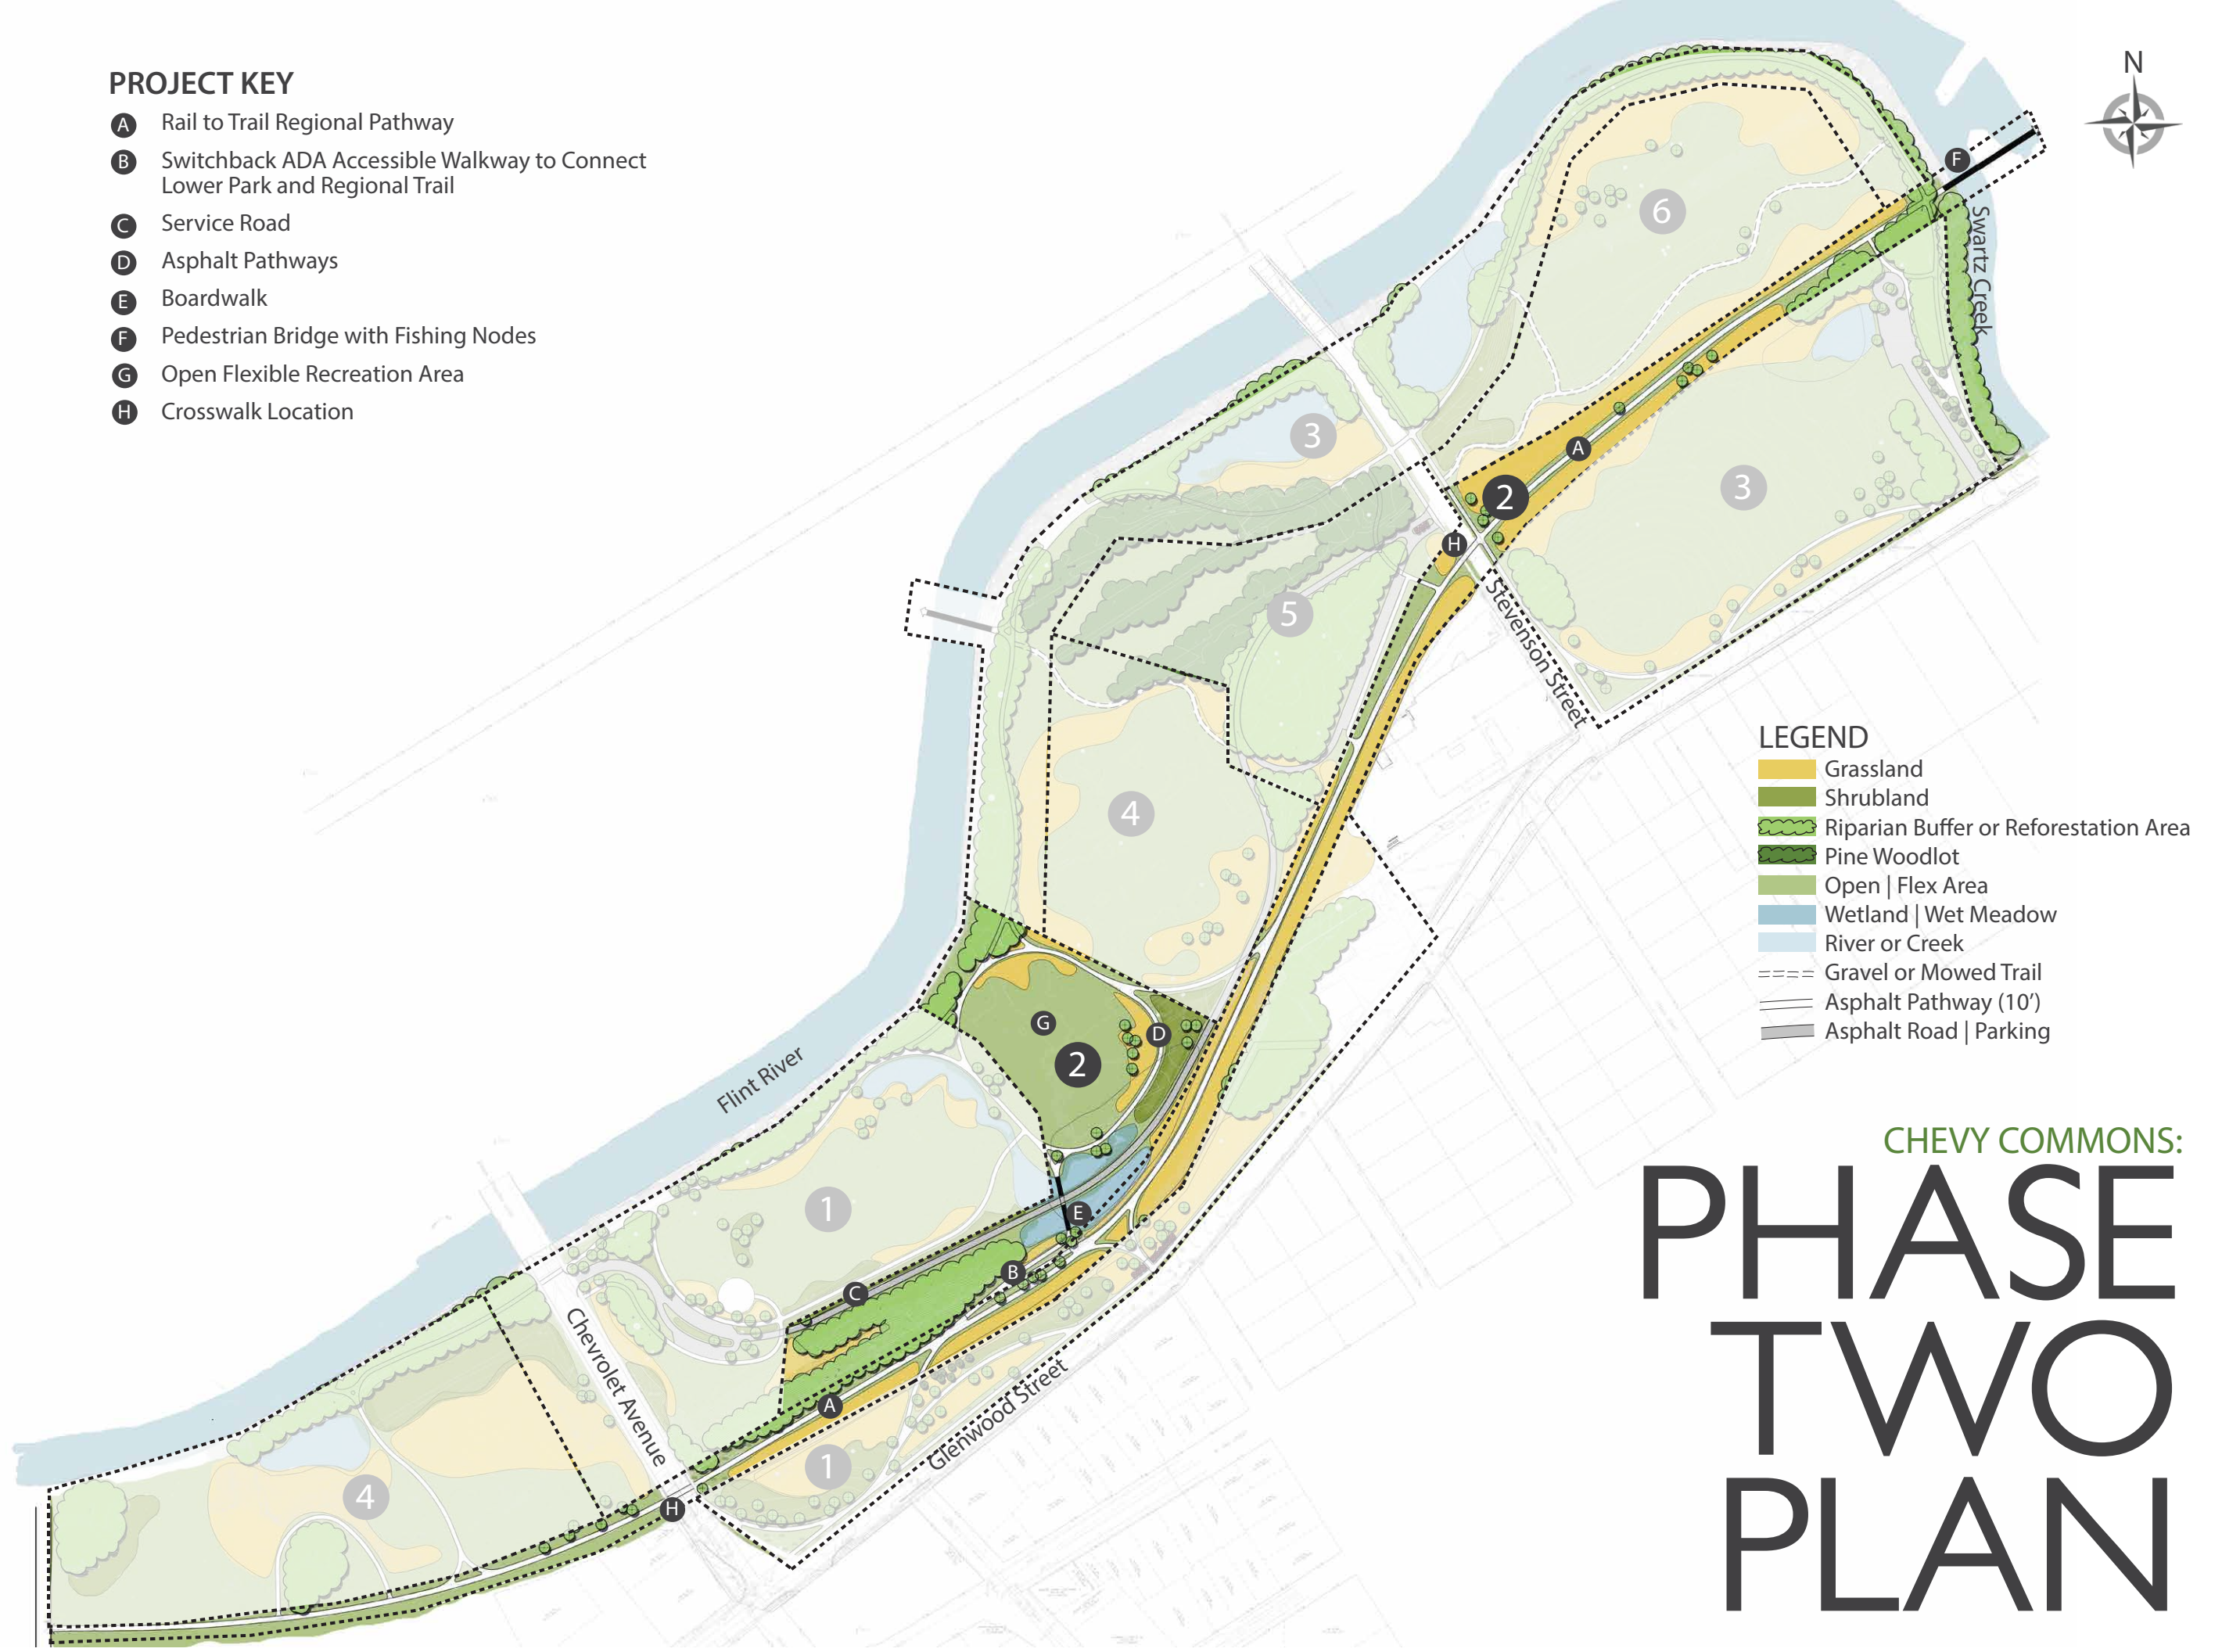 PROJECT KEY
A Rail to Trail Regional Pathway
B Switchback ADA Accessible Walkway to Connect
Lower Park and Regional Trail
C Service Road
D Asphalt Pathways
E Boardwalk
F Pedestrian Bridge with Fishing Nodes
G Open Flexible Recreation Area
H Crosswalk Location
N
F
6
Swartz Creek
3
A
3
2
H
5
Stevenson Street
4
G
D
2
Flint River
1
E
B
C
Chevrolet Avenue
A
Glenwood Street
1
4
H
LEGEND
Grassland
Shrubland
Riparian Buffer or Reforestation Area
Pine Woodlot
Open | Flex Area
Wetland | Wet Meadow
River or Creek
Gravel or Mowed Trail
Asphalt Pathway (10’)
Asphalt Road | Parking
CHEVY COMMONS:
PHASE
TWO
PLAN